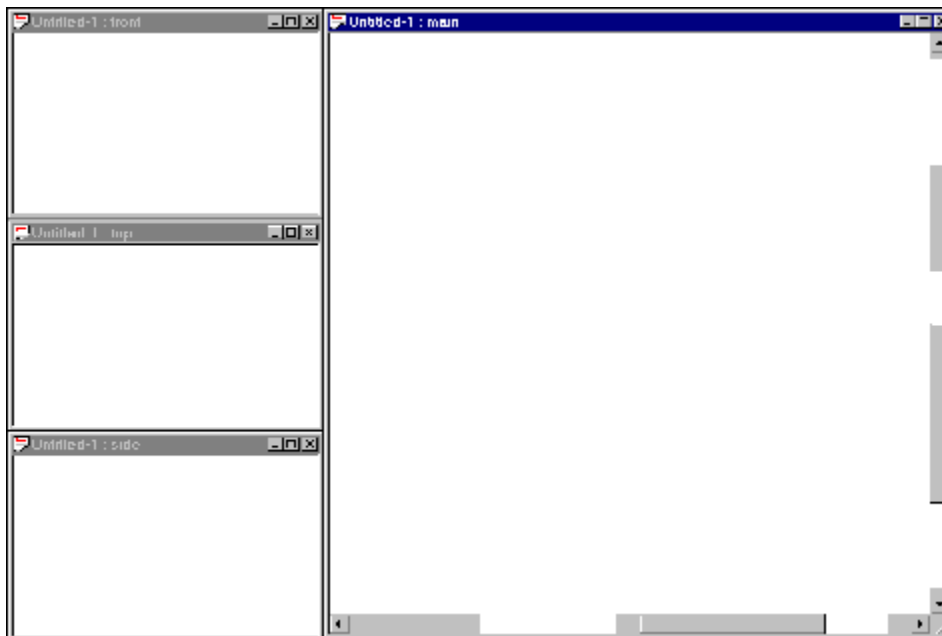 Untitled-1 : front
Untitled-1 : main
Untitled-1 : top
Untitled-1 : side